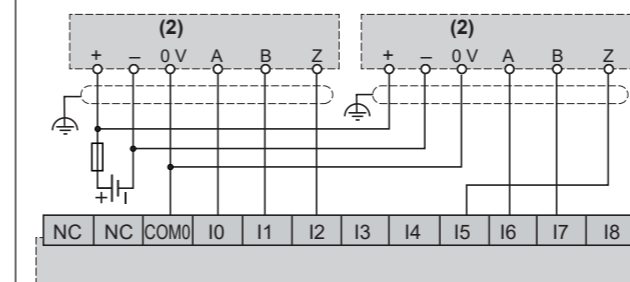 (2) (2)
+ – 0 V A B Z + – 0 V A B Z
+ –
NC NC COM0 I0 I1 I2 I3 I4 I5 I6 I7 I8